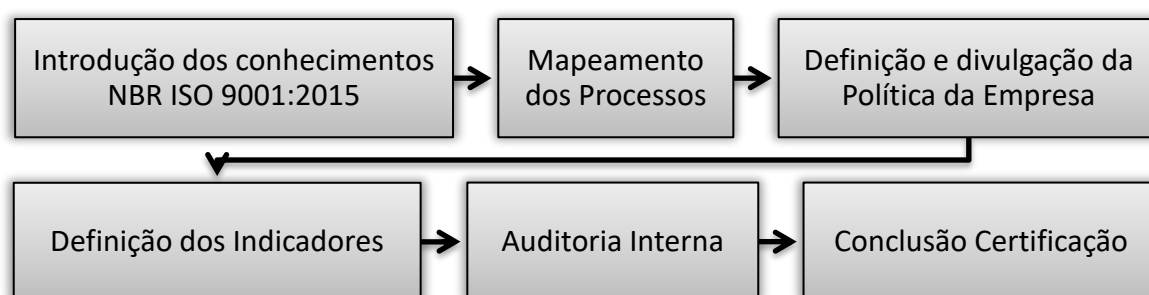 Introdução dos conhecimentos
NBR ISO 9001:2015
Mapeamento
dos Processos
Definição e divulgação da
Política da Empresa
Definição dos Indicadores
Auditoria Interna
Conclusão Certificação